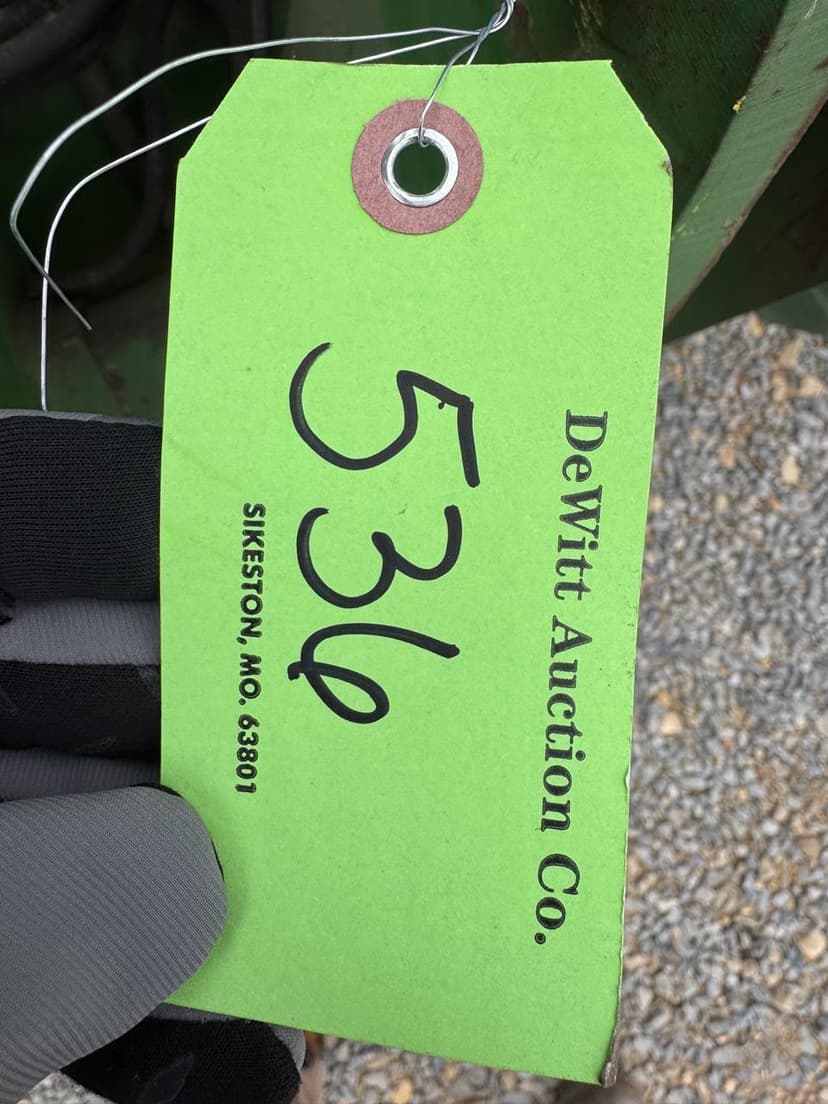 DeWitt Auction Co.
536
SIKESTON, MO. 63801